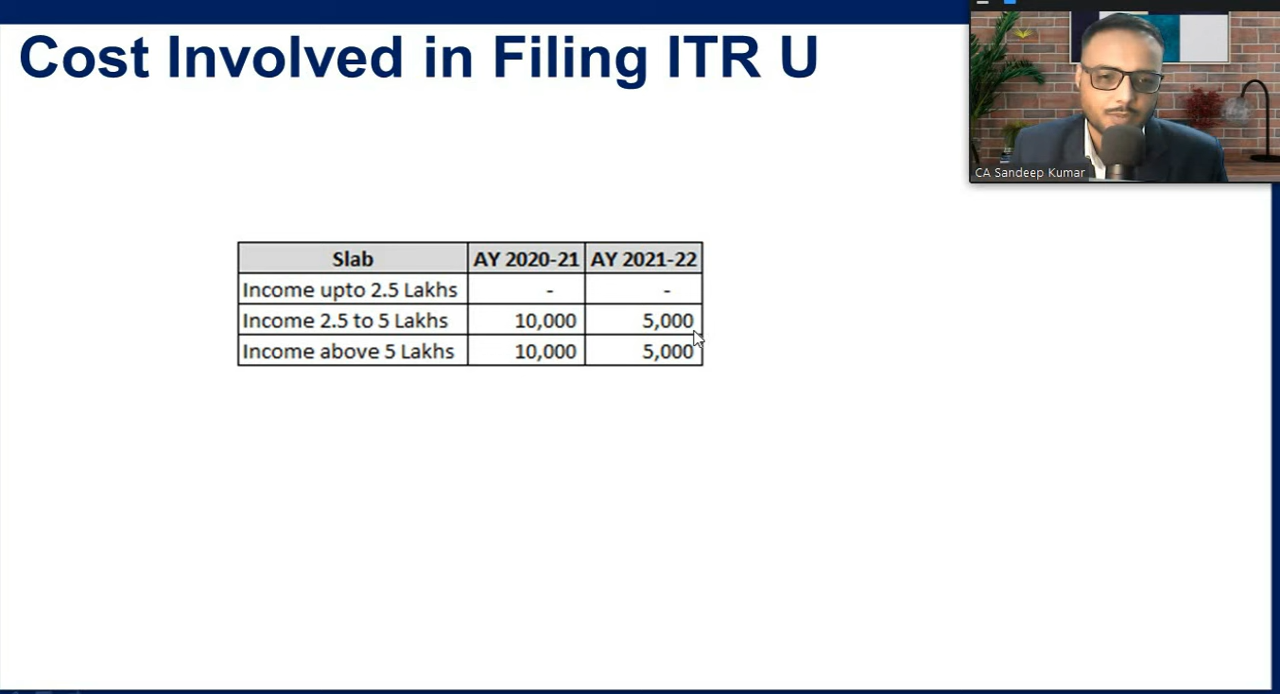 Cost Involved in Filing ITR U
CA Sandeep Kumar
Slab AY 2020-21 AY 2021-22
Income upto 2.5 Lakhs - -
Income 2.5 to 5 Lakhs 10,000 5,000
Income above 5 Lakhs 10,000 5,000